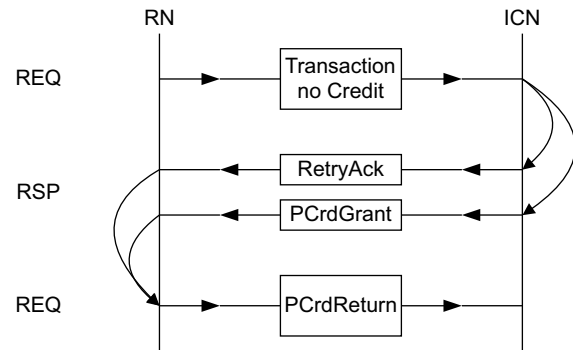 RN ICN
REQ
Transaction
no Credit
RetryAck
RSP
PCrdGrant
REQ
PCrdReturn